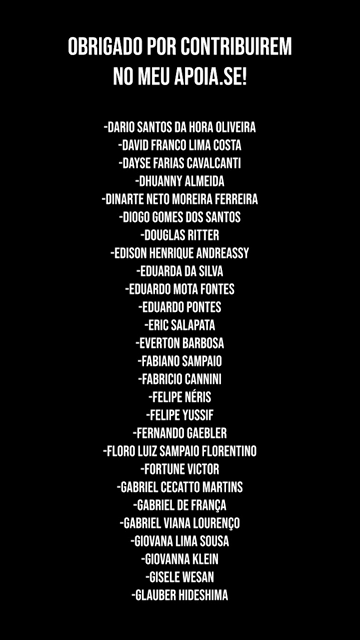 OBRIGADO POR CONTRIBUIREM
NO MEU APOIA.SE!
-DARIO SANTOS DA HORA OLIVEIRA
-DAVID FRANCO LIMA COSTA
-DAYSE FARIAS CAVALCANTI
-DHUANNY ALMEIDA
-DINARTE NETO MOREIRA FERREIRA
-DIOGO GOMES DOS SANTOS
-DOUGLAS RITTER
-EDISON HENRIQUE ANDREASSY
-EDUARDA DA SILVA
-EDUARDO MOTA FONTES
-EDUARDO PONTES
-ERIC SALAPATA
-EVERTON BARBOSA
-FABIANO SAMPAIO
-FABRICIO CANNINI
-FELIPE NÉRIS
-FELIPE YUSSIF
-FERNANDO GAEBLER
-FLORO LUIZ SAMPAIO FLORENTINO
-FORTUNE VICTOR
-GABRIEL CECATTO MARTINS
-GABRIEL DE FRANÇA
-GABRIEL VIANA LOURENÇO
-GIOVANA LIMA SOUSA
-GIOVANNA KLEIN
-GISELE WESAN
-GLAUBER HIDESHIMA